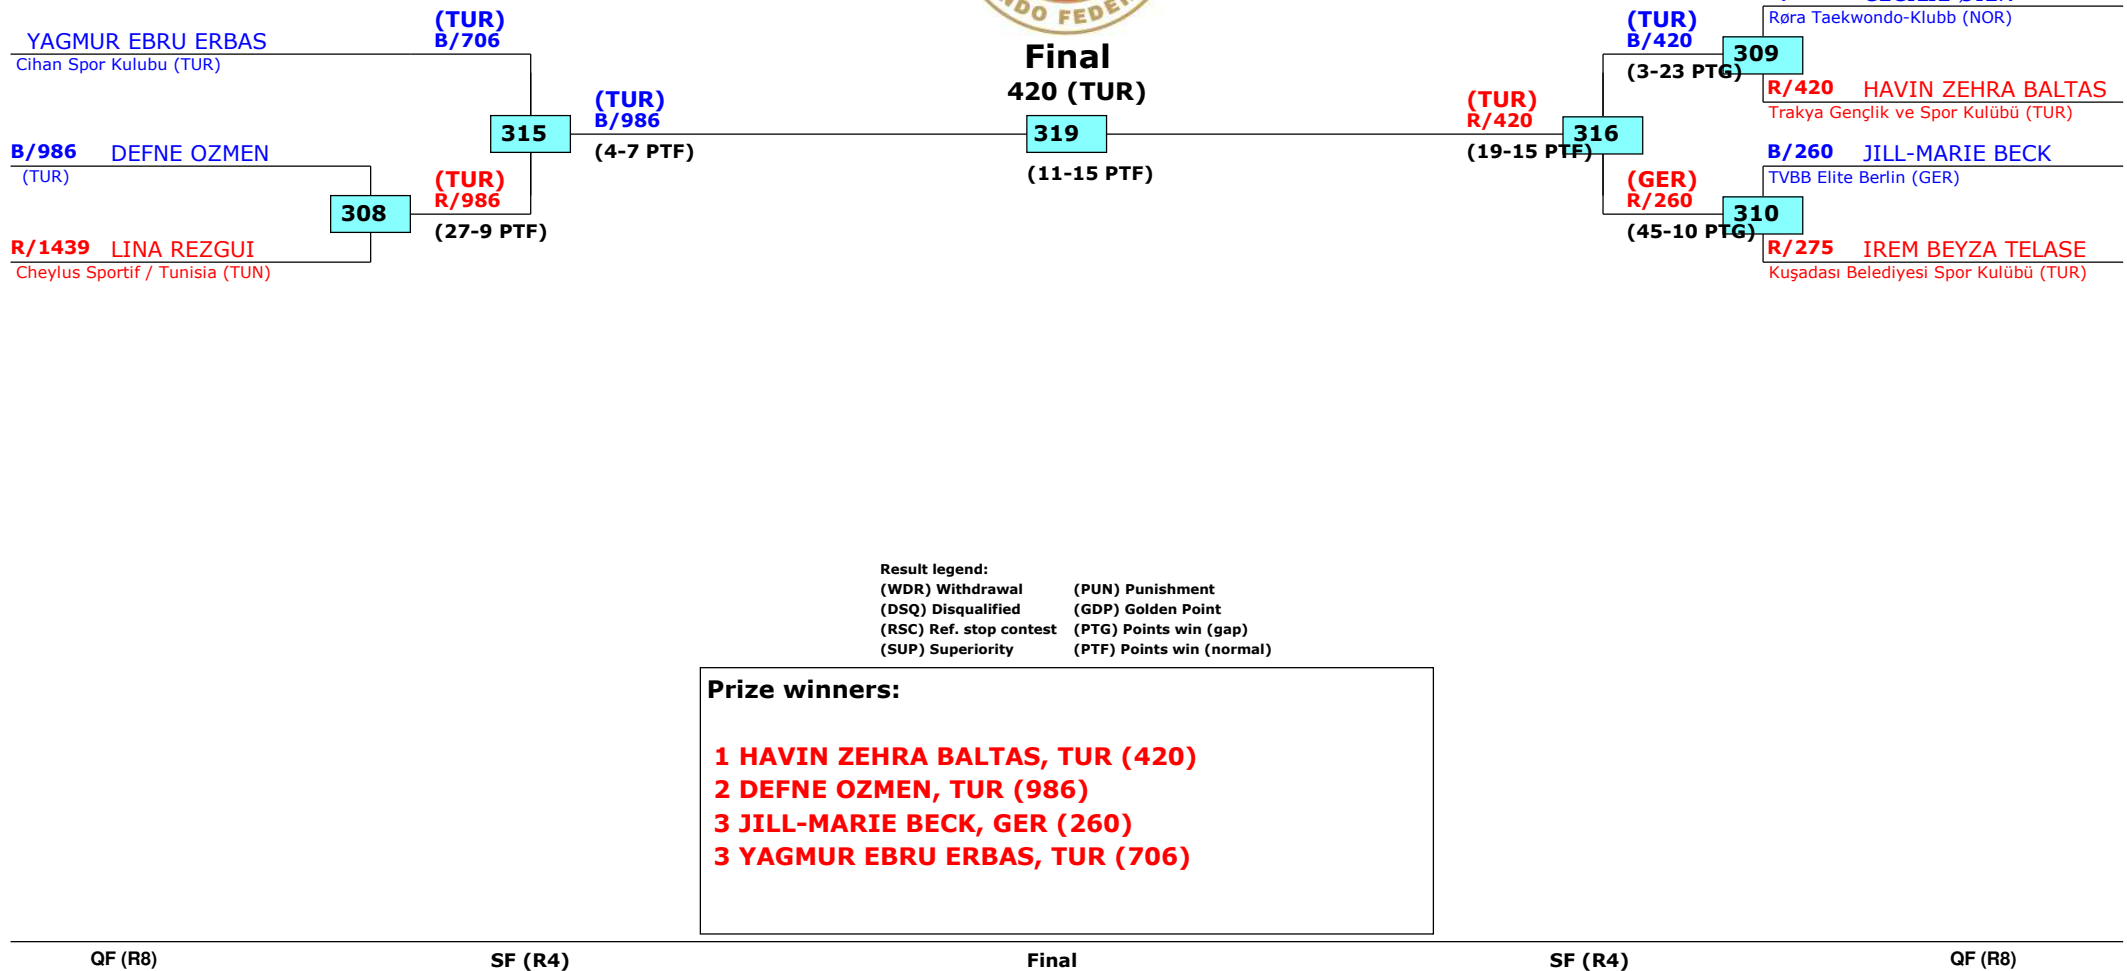 NDO FEDE
Final
420 (TUR)
(TUR)
B/706
YAGMUR EBRU ERBAS
Cihan Spor Kulubu (TUR)
315
(TUR)
B/986
(4-7 PTF)
B/986 DEFNE OZMEN
(TUR)
308
(TUR)
R/986
(27-9 PTF)
R/1439 LINA REZGUI
Cheylus Sportif / Tunisia (TUN)
319
(11-15 PTF)
(TUR)
R/420
(19-15 PTF)
316
(TUR)
B/420
(3-23 PTG)
309
Røra Taekwondo-Klubb (NOR)
R/420 HAVIN ZEHRA BALTAS
Trakya Gençlik ve Spor Kulübü (TUR)
B/260 JILL-MARIE BECK
TVBB Elite Berlin (GER)
(GER)
R/260
(45-10 PTG)
310
R/275 IREM BEYZA TELASE
Kuşadası Belediyesi Spor Kulübü (TUR)
Result legend:
(WDR) Withdrawal (PUN) Punishment
(DSQ) Disqualified (GDP) Golden Point
(RSC) Ref. stop contest (PTG) Points win (gap)
(SUP) Superiority (PTF) Points win (normal)
Prize winners:
1 HAVIN ZEHRA BALTAS, TUR (420)
2 DEFNE OZMEN, TUR (986)
3 JILL-MARIE BECK, GER (260)
3 YAGMUR EBRU ERBAS, TUR (706)
QF (R8) SF (R4) Final SF (R4) QF (R8)